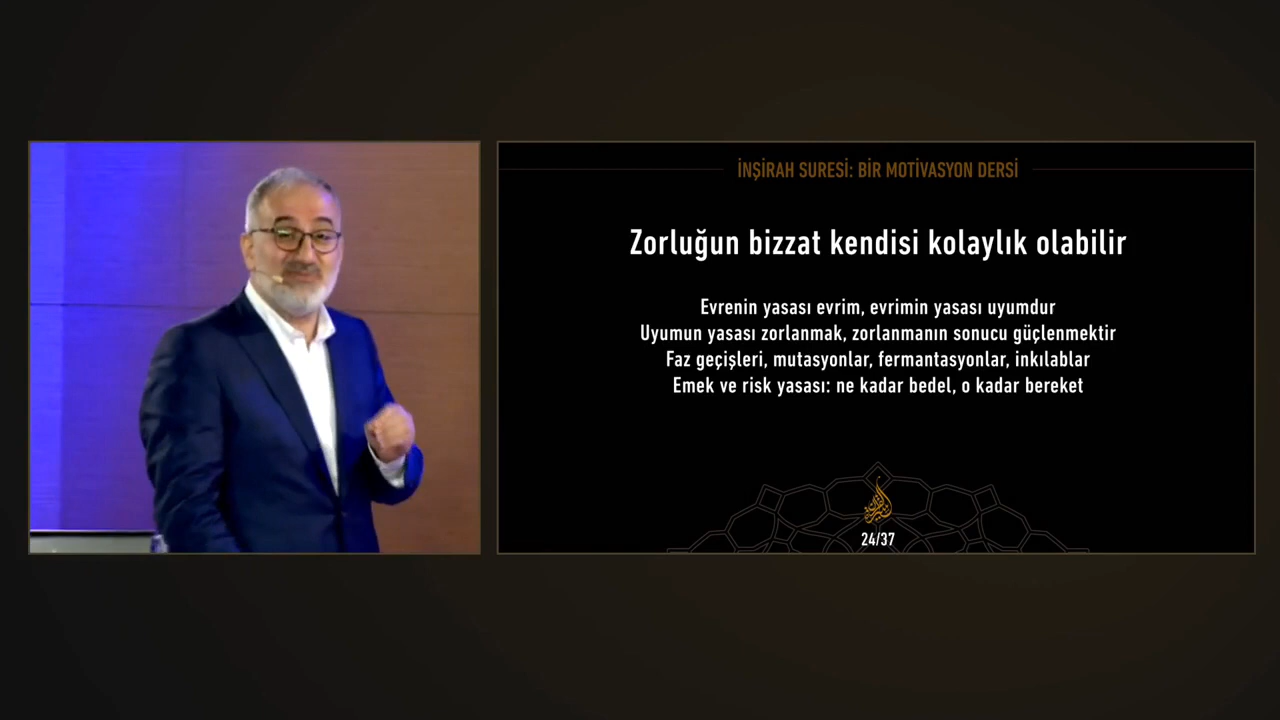 İNŞİRAH SURESİ: BİR MOTİVASYON DERSİ
Zorluğun bizzat kendisi kolaylık olabilir
Evrenin yasası evrim, evrimin yasası uyumdur
Uyumun yasası zorlanmak, zorlanmanın sonucu güçlenmektir
Faz geçişleri, mutasyonlar, fermantasyonlar, inkılablar
Emek ve risk yasası: ne kadar bedel, o kadar bereket
24/37